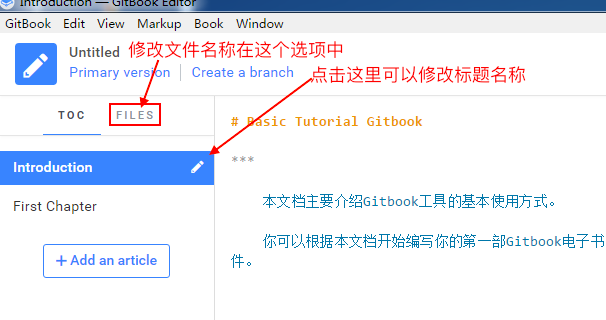 Introduction — GitBook Editor
GitBook Edit View Markup Book Window
Untitled 修改文件名称在这个选项中
Primary version Create a branch 点击这里可以修改标题名称
TOC FILES
# Basic Tutorial Gitbook
***
Introduction
本文档主要介绍Gitbook工具的基本使用方式。
First Chapter
你可以根据本文档开始编写你的第一部Gitbook电子书
件。
+ Add an article